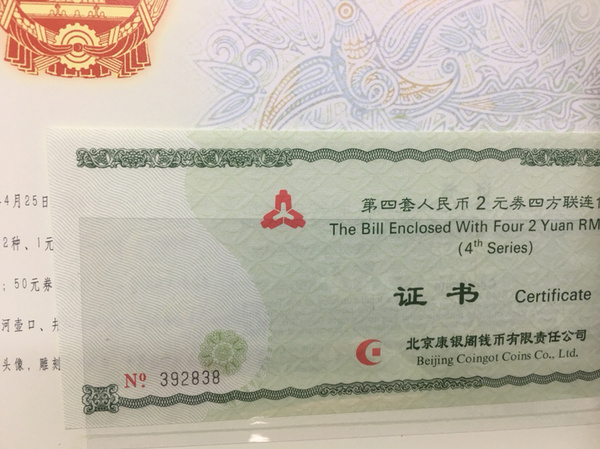 年4月25日
2种、1元
；50元券
河壶口、井
头像，雕刻
第四套人民币2元券四方联连体
The Bill Enclosed With Four 2 Yuan RM
(4th Series)
证书 Certificate
北京康银阁钱币有限责任公司
Beijing Coingot Coins Co., Ltd.
Nº 392838